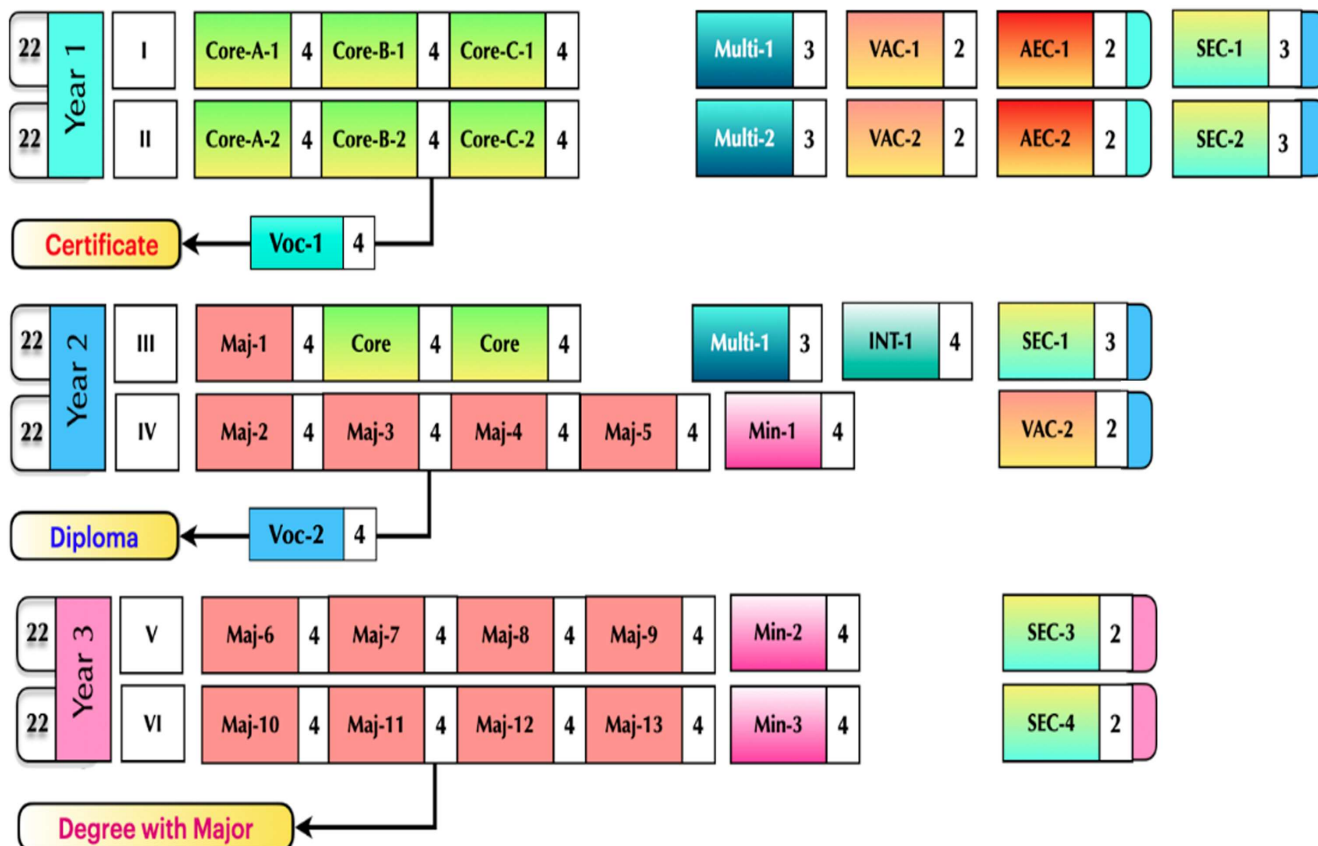 22 Year 1 I Core-A-1 4 Core-B-1 4 Core-C-1 4 Multi-1 3 VAC-1 2 AEC-1 2 SEC-1 3
22 II Core-A-2 4 Core-B-2 4 Core-C-2 4 Multi-2 3 VAC-2 2 AEC-2 2 SEC-2 3
Certificate Voc-1 4
22 Year 2 III Maj-1 4 Core 4 Core 4 Multi-1 3 INT-1 4 SEC-1 3
22 IV Maj-2 4 Maj-3 4 Maj-4 4 Maj-5 4 Min-1 4 VAC-2 2
Diploma Voc-2 4
22 Year 3 V Maj-6 4 Maj-7 4 Maj-8 4 Maj-9 4 Min-2 4 SEC-3 2
22 VI Maj-10 4 Maj-11 4 Maj-12 4 Maj-13 4 Min-3 4 SEC-4 2
Degree with Major